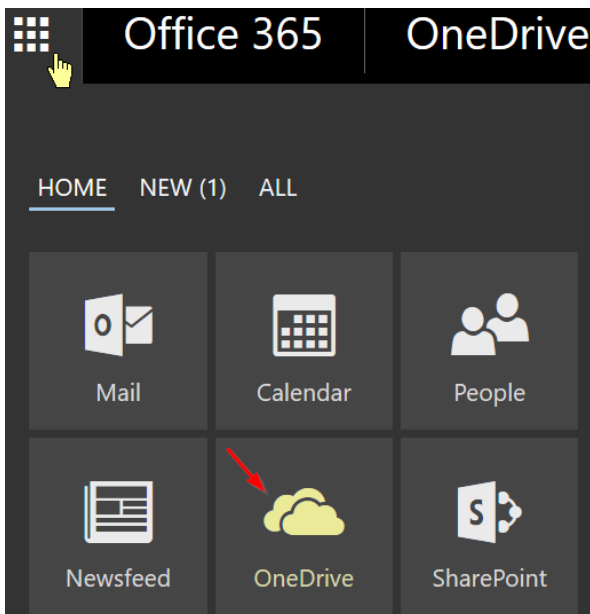 Office 365 OneDrive
HOME NEW (1) ALL
Mail Calendar People
Newsfeed OneDrive SharePoint